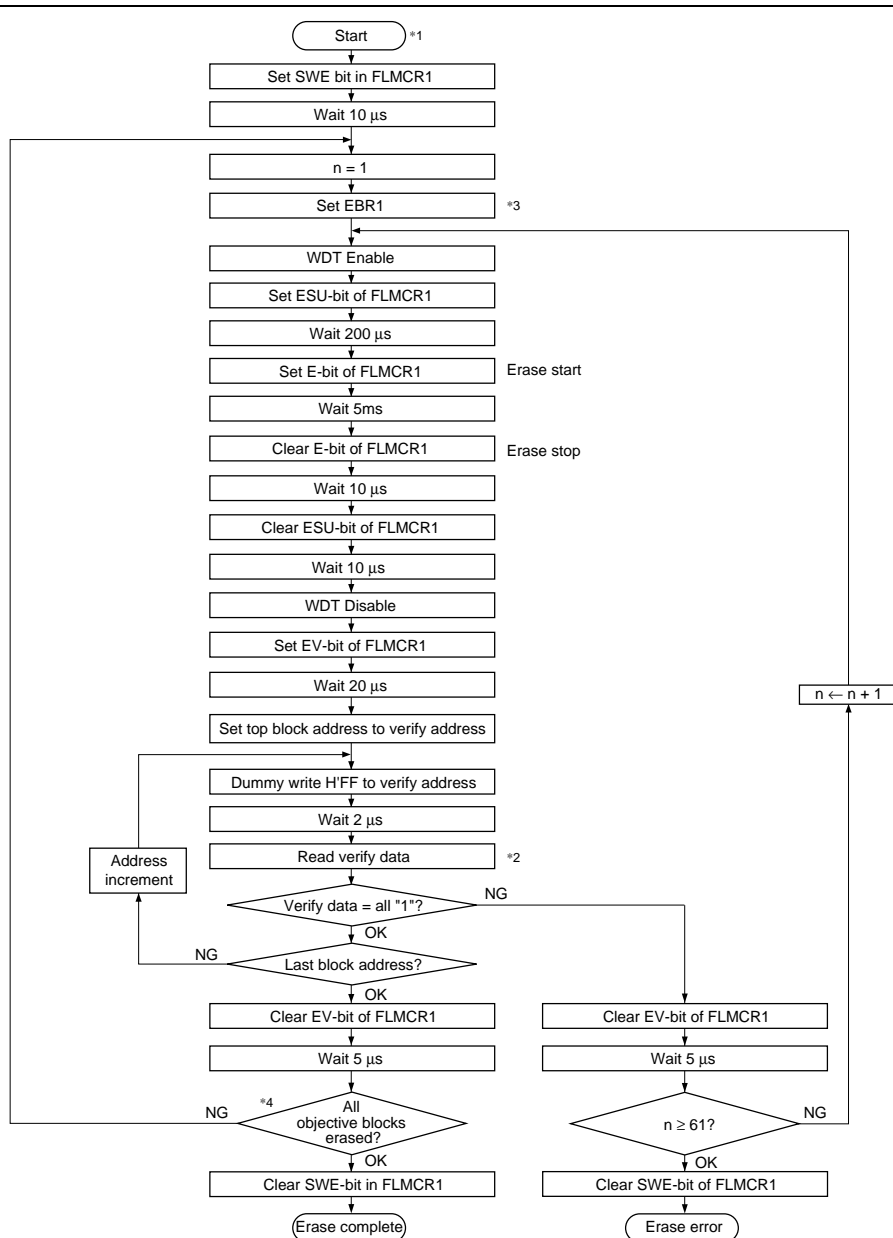 Start *1
Set SWE bit in FLMCR1
Wait 10 µs
n = 1
Set EBR1 *3
WDT Enable
Set ESU-bit of FLMCR1
Wait 200 µs
Set E-bit of FLMCR1 Erase start
Wait 5ms
Clear E-bit of FLMCR1 Erase stop
Wait 10 µs
Clear ESU-bit of FLMCR1
Wait 10 µs
WDT Disable
Set EV-bit of FLMCR1
Wait 20 µs
n ← n + 1
Set top block address to verify address
Dummy write H'FF to verify address
Wait 2 µs
Read verify data *2
Address
increment
Verify data = all "1"? NG
OK
NG Last block address?
OK
Clear EV-bit of FLMCR1 Clear EV-bit of FLMCR1
Wait 5 µs Wait 5 µs
NG *4 All
objective blocks
erased?
n ≥ 61? NG
OK OK
Clear SWE-bit in FLMCR1 Clear SWE-bit of FLMCR1
Erase complete Erase error